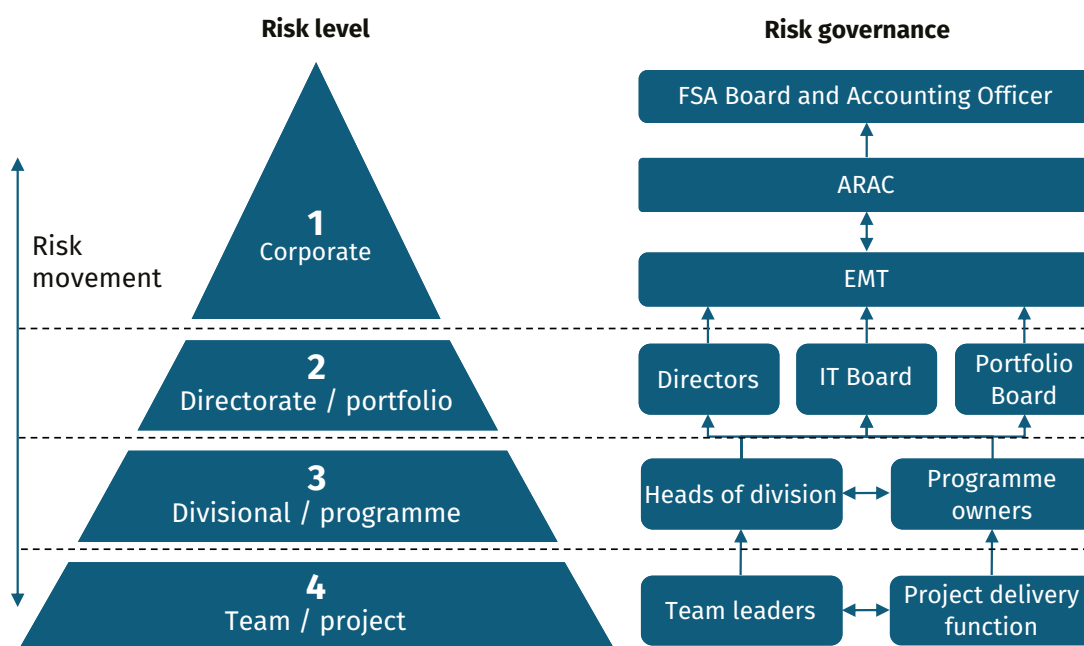 Risk level
Risk governance
Risk
movement
1
Corporate
2
Directorate / portfolio
3
Divisional / programme
4
Team / project
FSA Board and Accounting Officer
ARAC
EMT
Directors
IT Board
Portfolio
Board
Heads of division
Programme
owners
Team leaders
Project delivery
function